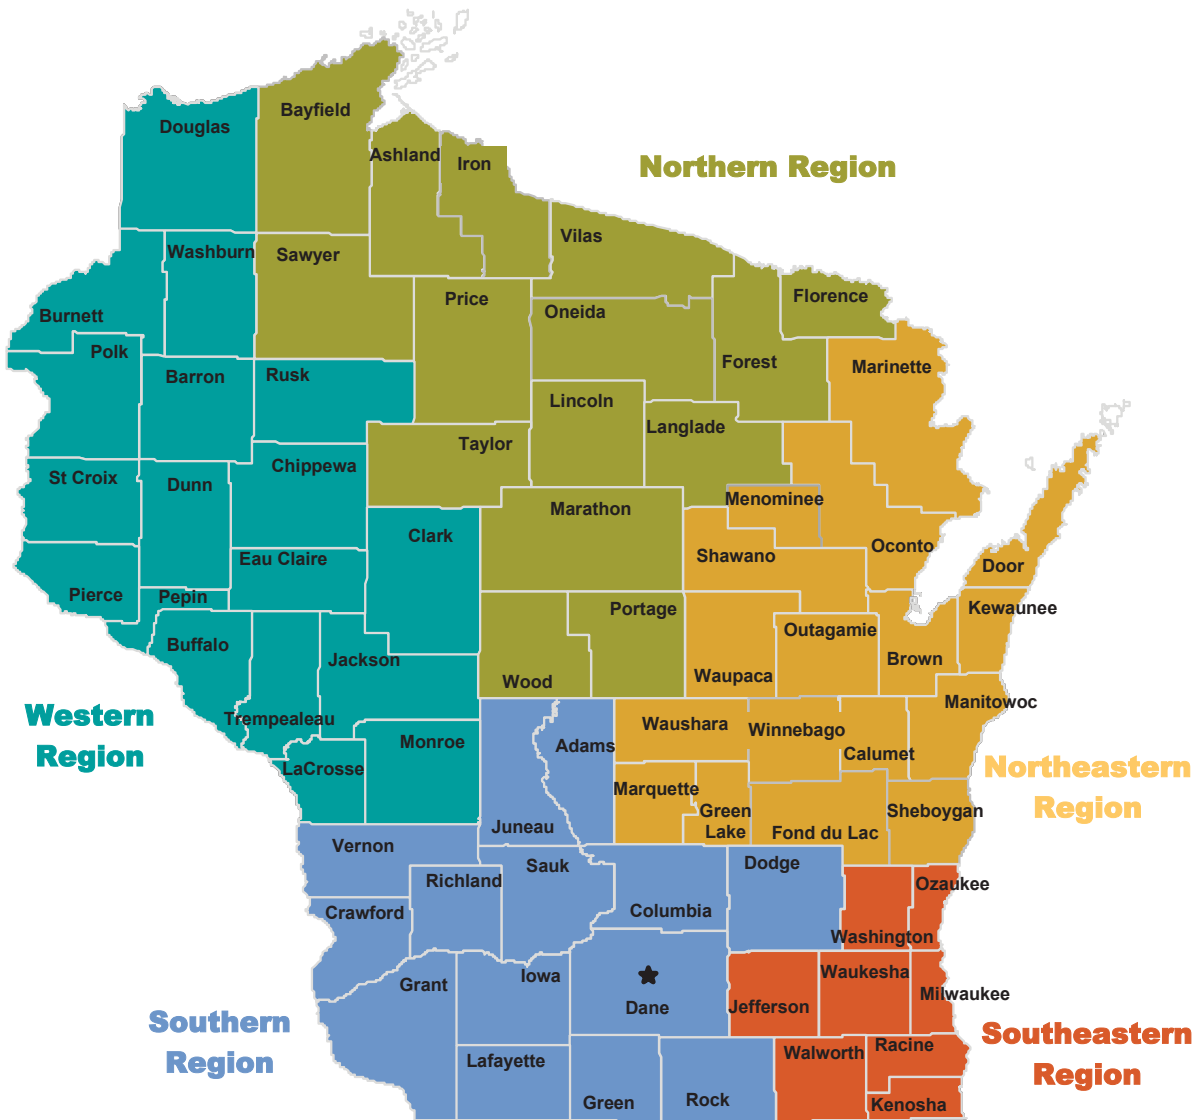 Bayfield
Douglas
Ashland
Iron
Northern Region
Vilas
Washburn
Sawyer
Price
Florence
Oneida
Burnett
Polk
Forest
Marinette
Barron
Rusk
Lincoln
Langlade
Taylor
Chippewa
St Croix
Dunn
Menominee
Marathon
Clark
Oconto
Shawano
Eau Claire
Door
Pierce
Pepin
Portage
Kewaunee
Outagamie
Buffalo
Jackson
Brown
Waupaca
Wood
Manitowoc
Western
Region
Trempealeau
Waushara
Winnebago
Monroe
Adams
Calumet
LaCrosse
Northeastern
Region
Marquette
Green
Lake
Sheboygan
Juneau
Fond du Lac
Vernon
Sauk
Dodge
Richland
Ozaukee
Crawford
Columbia
Washington
Waukesha
Iowa
Grant
Milwaukee
Dane
Jefferson
Southern
Region
Southeastern
Region
Racine
Walworth
Lafayette
Green
Rock
Kenosha